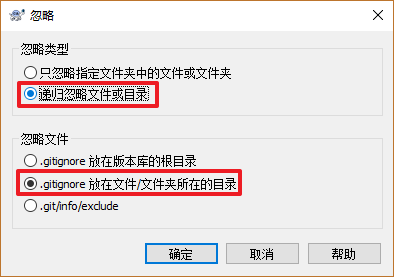 忽略
忽略类型
只忽略指定文件夹中的文件或文件夹
递归忽略文件或目录
忽略文件
.gitignore 放在版本库的根目录
.gitignore 放在文件/文件夹所在的目录
.git/info/exclude
确定 取消 帮助